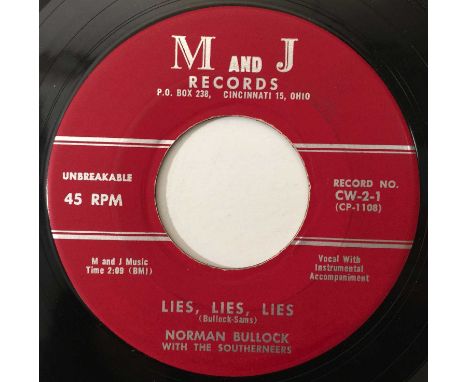 M AND J
RECORDS
P.O. BOX 238, CINCINNATI 15, OHIO
UNBREAKABLE
45 RPM
RECORD NO.
CW-2-1
(CP-1108)
M and J Music
Time 2:09 (BMI)
Vocal With
Instrumental
Accompaniment
LIES, LIES, LIES
(Bullock-Sams)
NORMAN BULLOCK
WITH THE SOUTHERNEERS